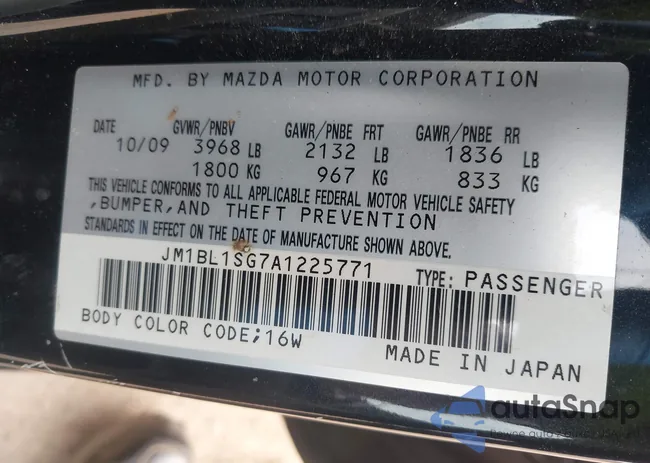 MFD. BY MAZDA MOTOR CORPORATION
DATE GVWR/PNBV GAWR/PNBE FRT GAWR/PNBE RR
10/09 3968 LB 2132 LB 1836 LB
1800 KG 967 KG 833 KG
THIS VEHICLE CONFORMS TO ALL APPLICABLE FEDERAL MOTOR VEHICLE SAFETY
,BUMPER,AND THEFT PREVENTION
STANDARDS IN EFFECT ON THE DATE OF MANUFACTURE SHOWN ABOVE.
JM1BL1SG7A1225771 TYPE: PASSENGER
BODY COLOR CODE;16W
MADE IN JAPAN
autoSnap